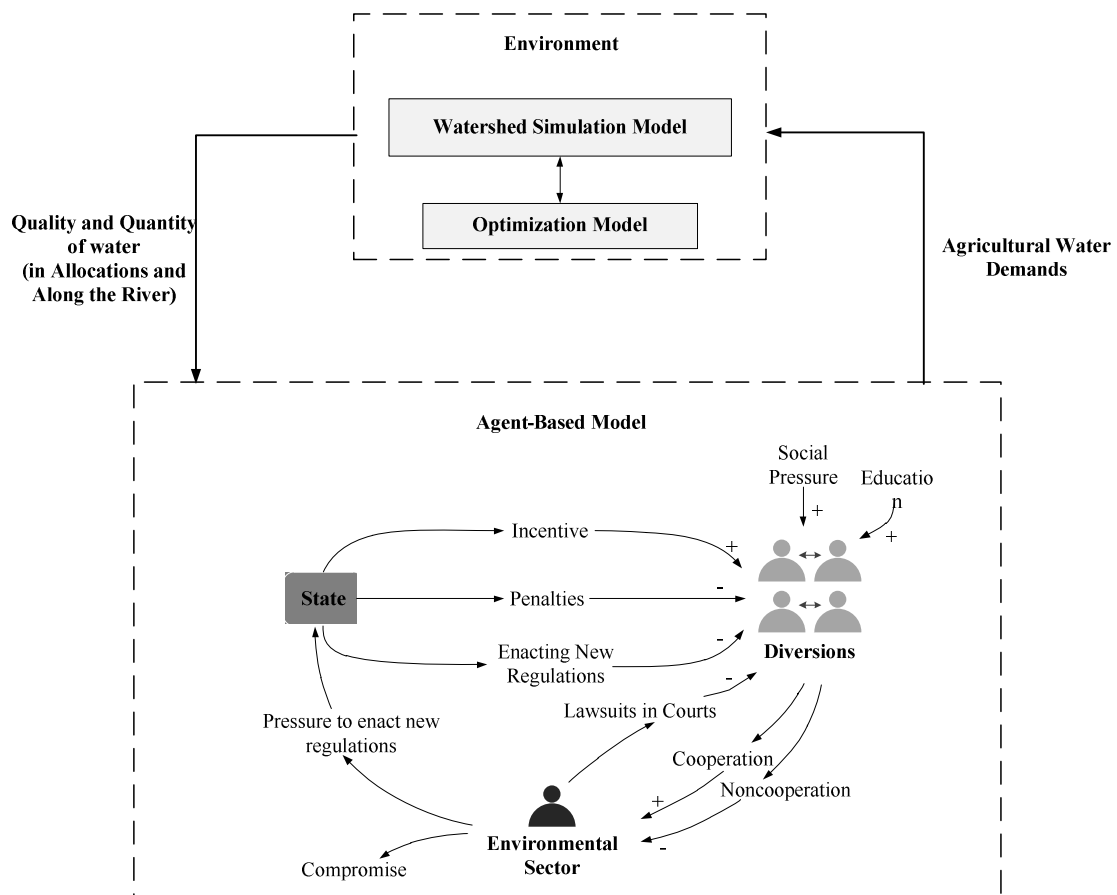 Environment
Watershed Simulation Model
Optimization Model
Quality and Quantity
of water
(in Allocations and
Along the River)
Agricultural Water
Demands
Agent-Based Model
Social
Pressure
+
Educatio
n
+
Incentive
+
State
Penalties
-
Enacting New
Regulations
-
Diversions
Lawsuits in Courts
-
Pressure to enact new
regulations
Cooperation
+
Noncooperation
-
Environmental
Sector
Compromise